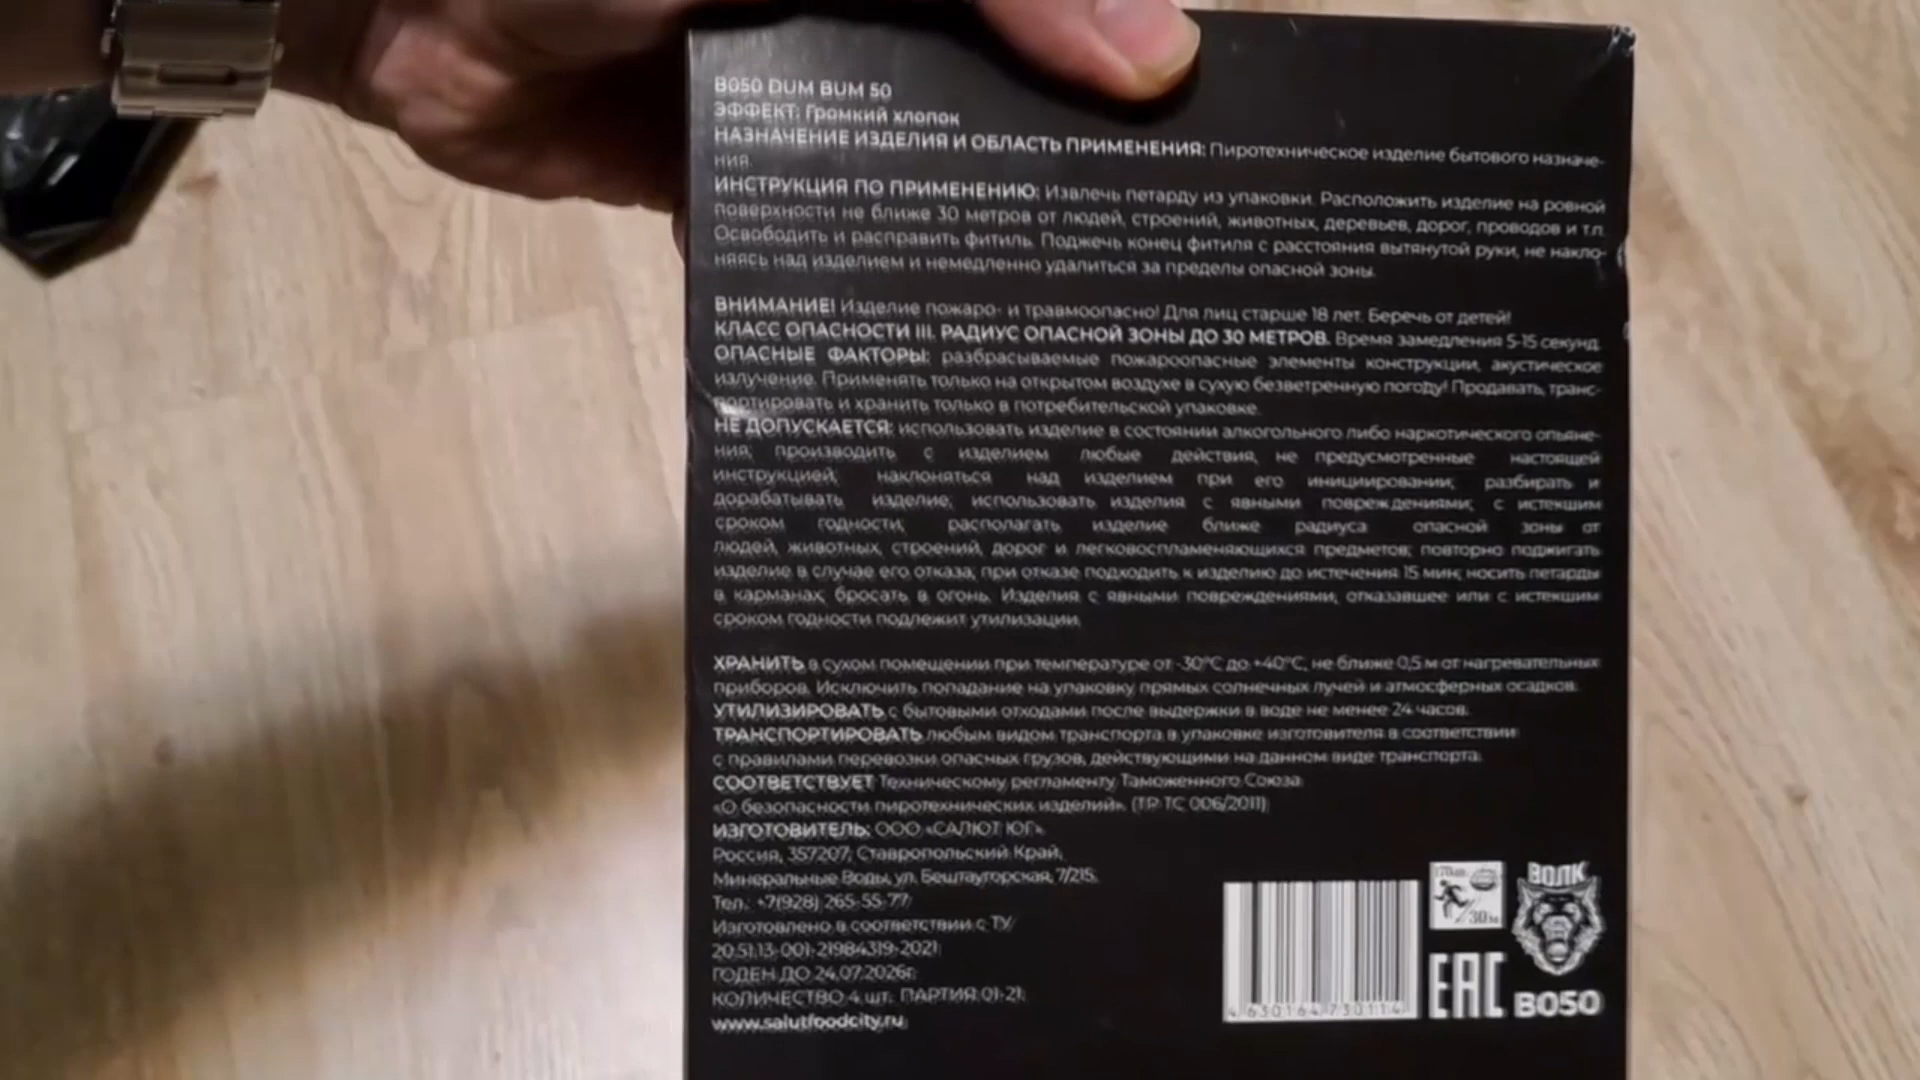 B050 DUM BUM 50
ЭФФЕКТ: Громкий хлопок
НАЗНАЧЕНИЕ ИЗДЕЛИЯ И ОБЛАСТЬ ПРИМЕНЕНИЯ: Пиротехническое изделие бытового назначе-
ния.
ИНСТРУКЦИЯ ПО ПРИМЕНЕНИЮ: Извлечь петарду из упаковки. Расположить изделие на ровной
поверхности не ближе 30 метров от людей, строений, животных, деревьев, дорог, проводов и т.п.
Освободить и расправить фитиль. Поджечь конец фитиля с расстояния вытянутой руки, не накло-
няясь над изделием и немедленно удалиться за пределы опасной зоны.
ВНИМАНИЕ! Изделие пожаро- и травмоопасно! Для лиц старше 18 лет. Беречь от детей!
КЛАСС ОПАСНОСТИ III. РАДИУС ОПАСНОЙ ЗОНЫ ДО 30 МЕТРОВ. Время замедления 5-15 секунд.
ОПАСНЫЕ ФАКТОРЫ: разбрасываемые пожароопасные элементы конструкции, акустическое
излучение. Применять только на открытом воздухе в сухую безветренную погоду! Продавать, транс-
портировать и хранить только в потребительской упаковке.
НЕ ДОПУСКАЕТСЯ: использовать изделие в состоянии алкогольного либо наркотического опьяне-
ния; производить с изделием любые действия, не предусмотренные настоящей
инструкцией; наклоняться над изделием при его инициировании; разбирать и
дорабатывать изделие; использовать изделия с явными повреждениями; с истекшим
сроком годности; располагать изделие ближе радиуса опасной зоны от
людей, животных, строений, дорог и легковоспламеняющихся предметов; повторно поджигать
изделие в случае его отказа; при отказе подходить к изделию до истечения 15 мин; носить петарды
в карманах; бросать в огонь. Изделия с явными повреждениями, отказавшее или с истекшим
сроком годности подлежит утилизации.
ХРАНИТЬ в сухом помещении при температуре от -30°С до +40°С, не ближе 0,5 м от нагревательных
приборов. Исключить попадание на упаковку прямых солнечных лучей и атмосферных осадков.
УТИЛИЗИРОВАТЬ с бытовыми отходами после выдержки в воде не менее 24 часов.
ТРАНСПОРТИРОВАТЬ любым видом транспорта в упаковке изготовителя в соответствии
с правилами перевозки опасных грузов, действующими на данном виде транспорта.
СООТВЕТСТВУЕТ Техническому регламенту Таможенного Союза
«О безопасности пиротехнических изделий». (ТР ТС 006/2011)
ИЗГОТОВИТЕЛЬ: ООО «САЛЮТ ЮГ»
Россия, 357207, Ставропольский Край,
Минеральные Воды, ул. Бештаугорская, 7/215.
Тел.: +7(928) 265-55-77
Изготовлено в соответствии с ТУ
20.51.13-001-21984319-2021
ГОДЕН ДО 24.07.2026г.
КОЛИЧЕСТВО 4 шт. ПАРТИЯ 01-21.
www.salutfoodcity.ru
4630164730114
30м
ВОЛК
EAC
B050